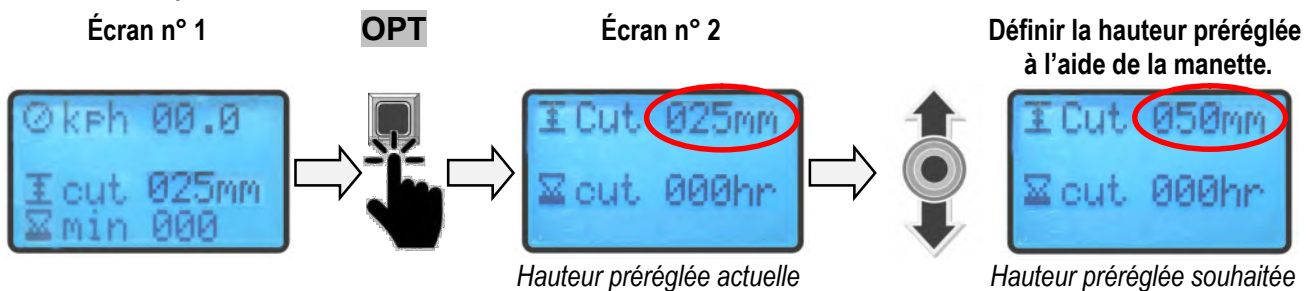 Écran n° 1
OPT
Écran n° 2
Définir la hauteur préréglée
à l’aide de la manette.
kph 00.0
cut 025mm
min 000
Cut 025mm
cut 000hr
Cut 050mm
cut 000hr
Hauteur préréglée actuelle
Hauteur préréglée souhaitée